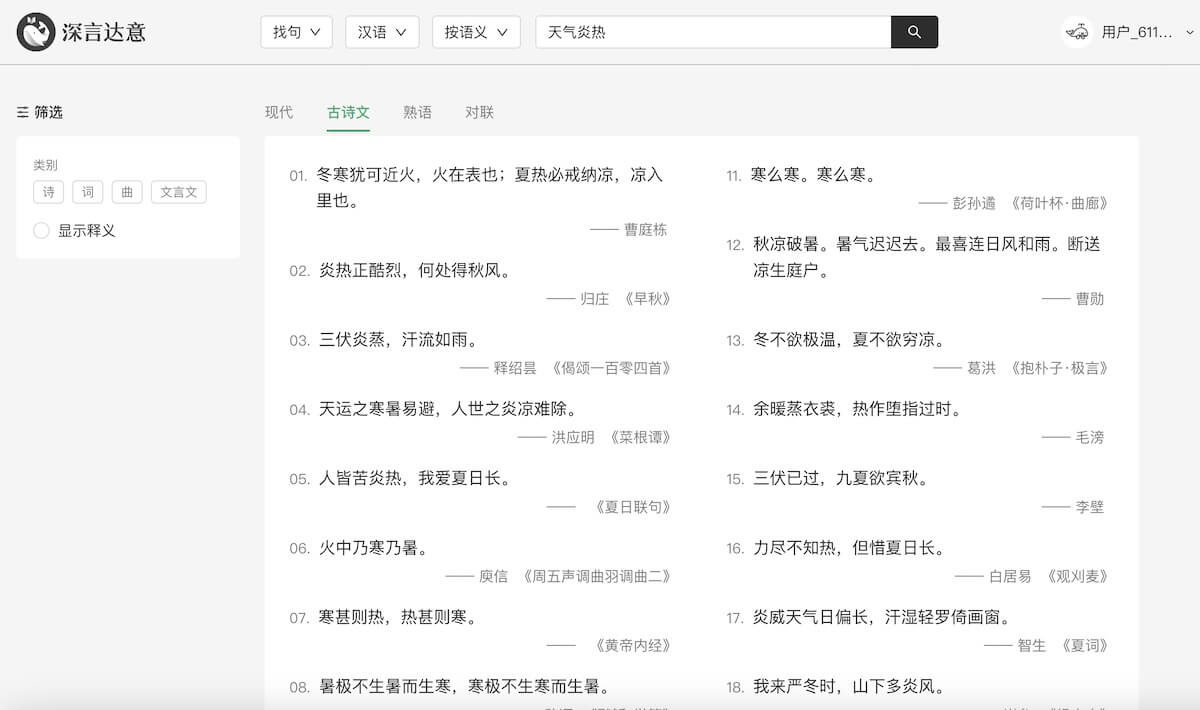 深言达意
找句
汉语
按语义
天气炎热
用户_611...
筛选
类别
诗
词
曲
文言文
显示释义
现代
古诗文
熟语
对联
01. 冬寒犹可近火，火在表也；夏热必戒纳凉，凉入
里也。
—— 曹庭栋
02. 炎热正酷烈，何处得秋风。
—— 归庄 《早秋》
03. 三伏炎蒸，汗流如雨。
—— 释绍昙 《偈颂一百零四首》
04. 天运之寒暑易避，人世之炎凉难除。
—— 洪应明 《菜根谭》
05. 人皆苦炎热，我爱夏日长。
—— 《夏日联句》
06. 火中乃寒乃暑。
—— 庾信 《周五声调曲羽调曲二》
07. 寒甚则热，热甚则寒。
—— 《黄帝内经》
08. 暑极不生暑而生寒，寒极不生寒而生暑。
11. 寒么寒。寒么寒。
—— 彭孙遹 《荷叶杯·曲廊》
12. 秋凉破暑。暑气迟迟去。最喜连日风和雨。断送
凉生庭户。
—— 曹勋
13. 冬不欲极温，夏不欲穷凉。
—— 葛洪 《抱朴子·极言》
14. 余暖蒸衣裘，热作堕指过时。
—— 毛滂
15. 三伏已过，九夏欲宾秋。
—— 李壁
16. 力尽不知热，但惜夏日长。
—— 白居易 《观刈麦》
17. 炎威天气日偏长，汗湿轻罗倚画窗。
—— 智生 《夏词》
18. 我来严冬时，山下多炎风。